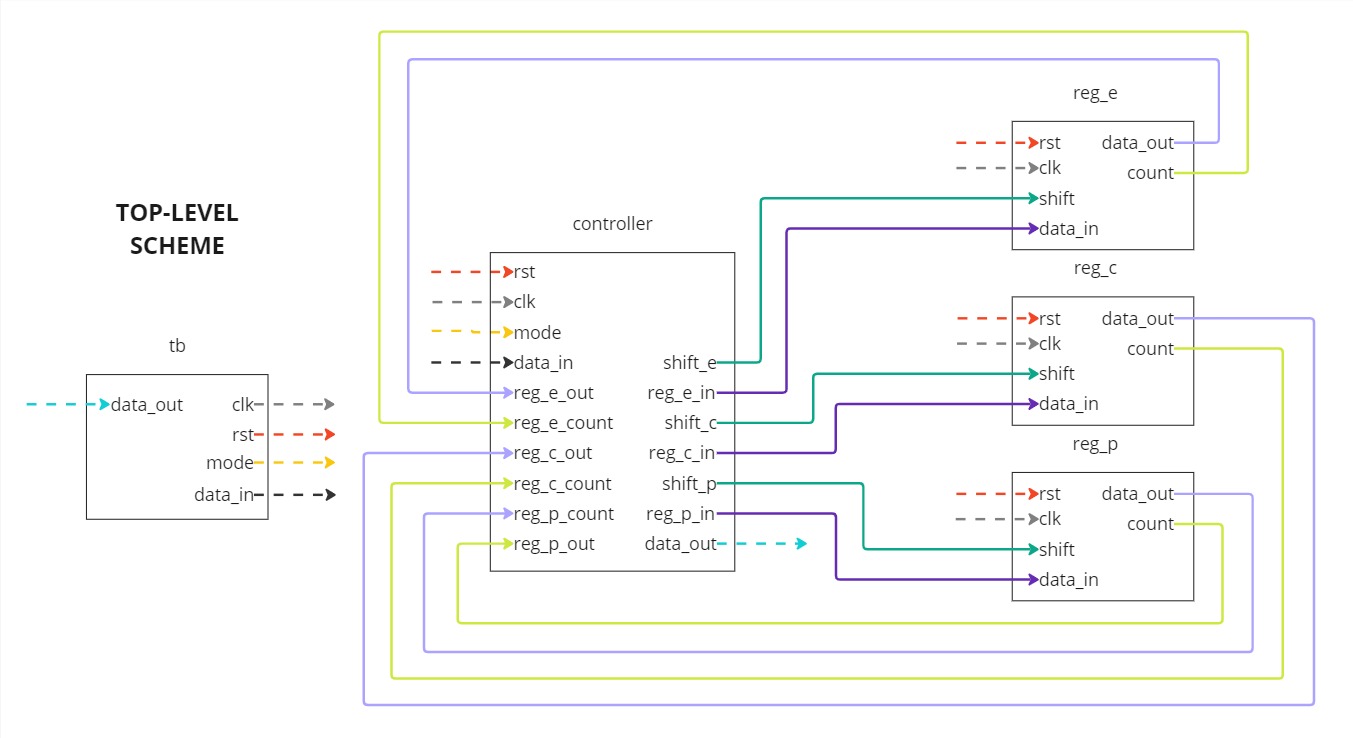 TOP-LEVEL
SCHEME
tb
data_out
clk
rst
mode
data_in
controller
rst
clk
mode
data_in
reg_e_out
reg_e_count
reg_c_out
reg_c_count
reg_p_count
reg_p_out
shift_e
reg_e_in
shift_c
reg_c_in
shift_p
reg_p_in
data_out
reg_e
rst
clk
shift
data_in
data_out
count
reg_c
rst
clk
shift
data_in
data_out
count
reg_p
rst
clk
shift
data_in
data_out
count